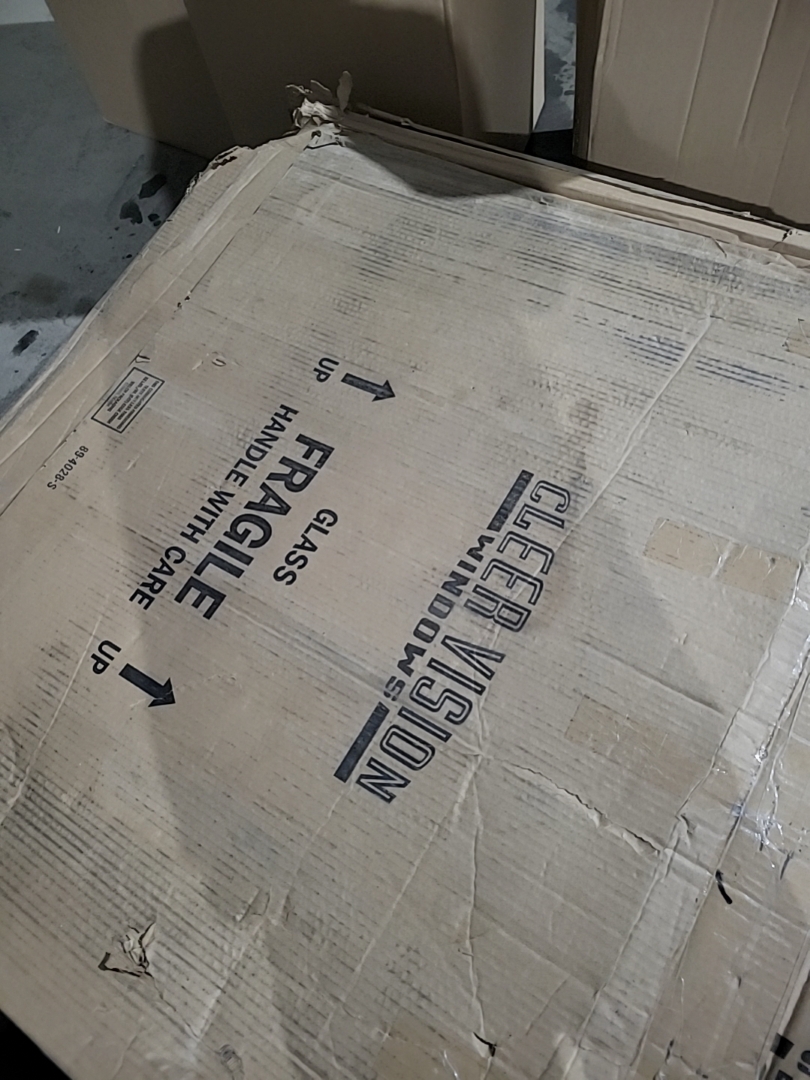 CLEER VISION
WINDOWS
GLASS
FRAGILE
HANDLE WITH CARE
UP
UP
89-4028-S